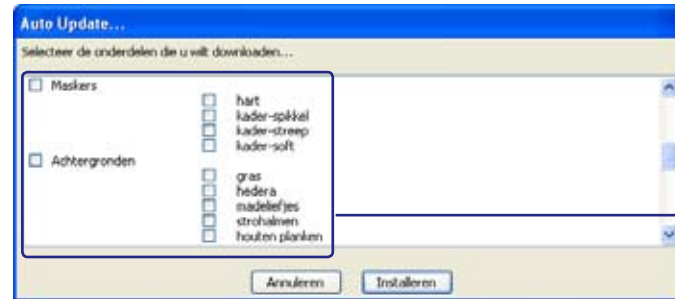 Auto Update...
Selecteer de onderdelen die u wilt downloaden...
Maskers
hart
kader-spikkel
kader-streep
kader-soft
Achtergronden
gras
hedera
madeliefjes
strohalmen
houten planken
Annuleren Installeren